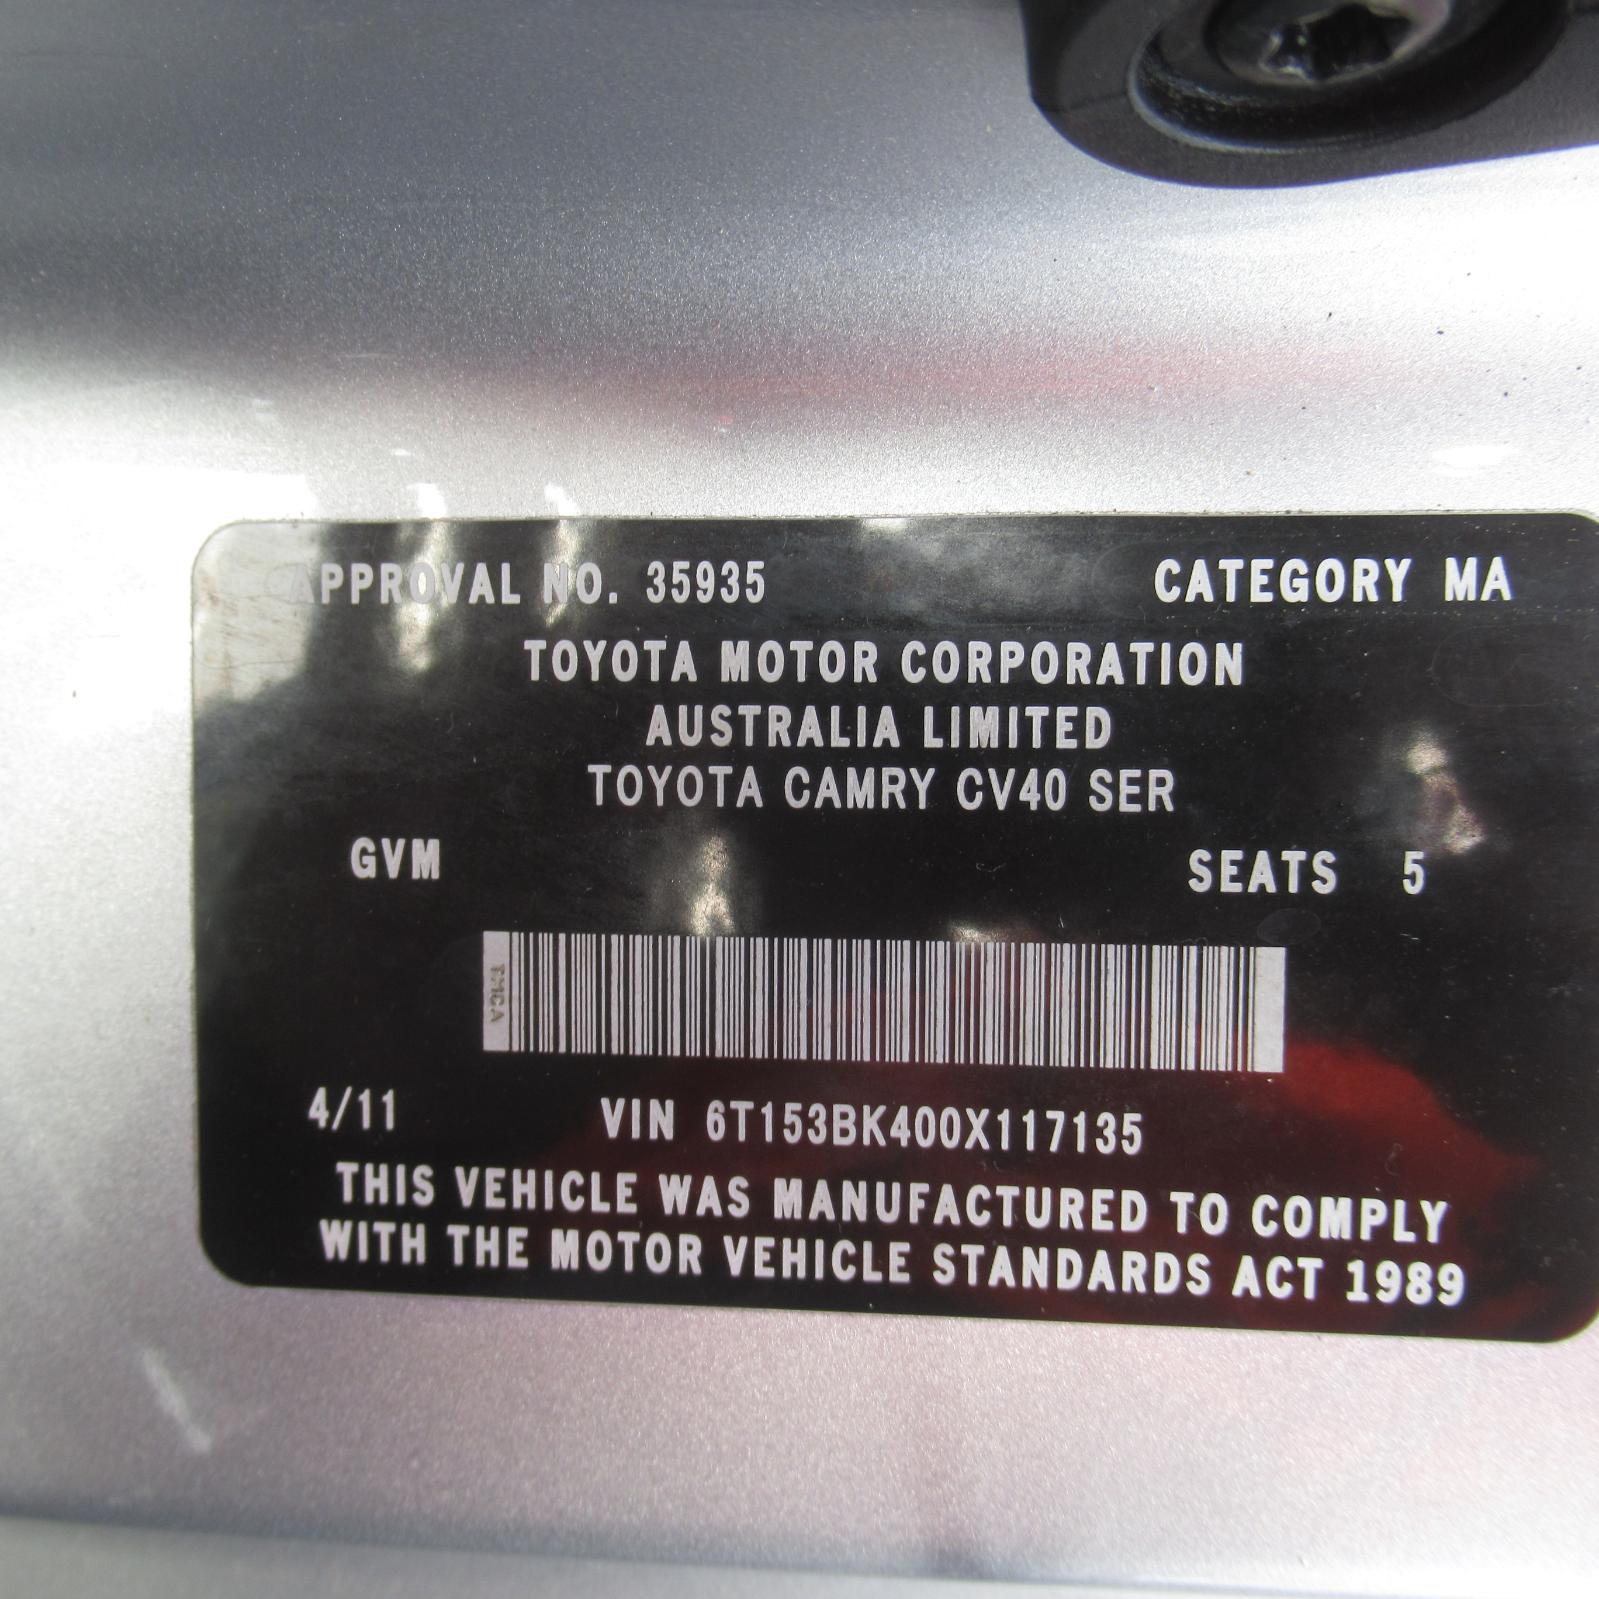 APPROVAL NO. 35935 CATEGORY MA
TOYOTA MOTOR CORPORATION
AUSTRALIA LIMITED
TOYOTA CAMRY CV40 SER
GVM SEATS 5
TMCA
4/11 VIN 6T153BK400X117135
THIS VEHICLE WAS MANUFACTURED TO COMPLY
WITH THE MOTOR VEHICLE STANDARDS ACT 1989